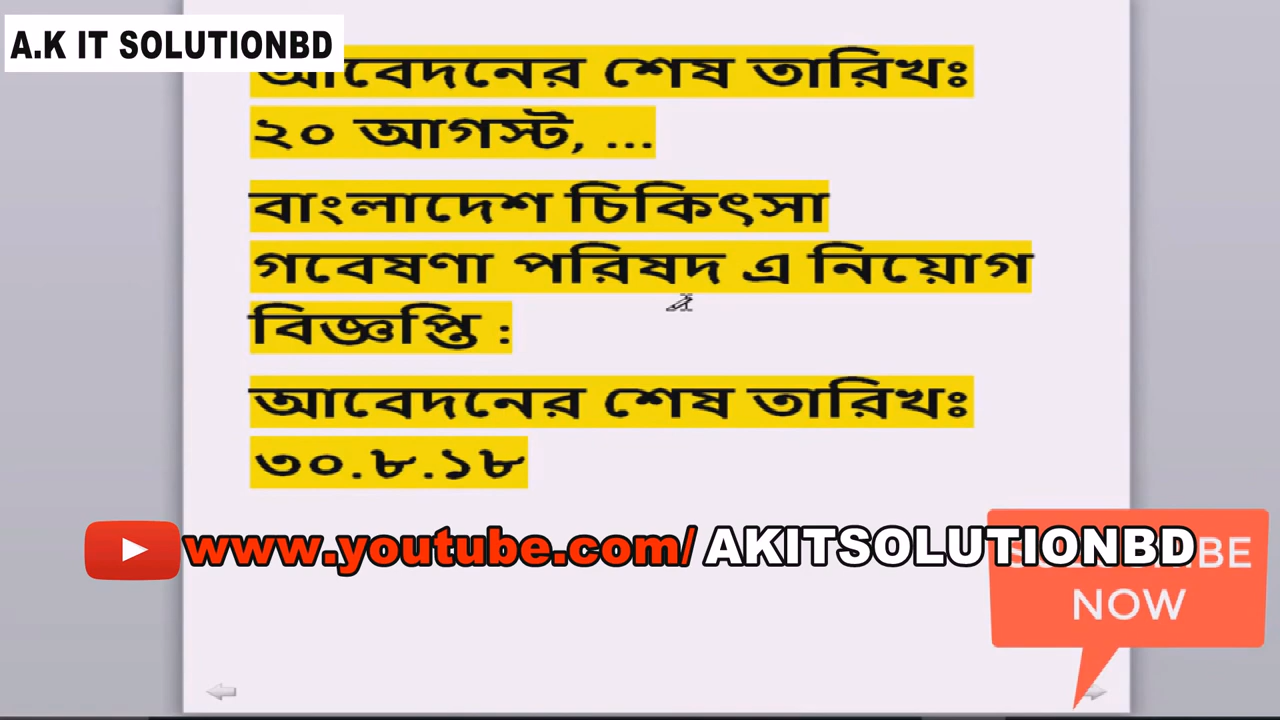 A.K IT SOLUTIONBD
আবেদনের শেষ তারিখঃ
২০ আগস্ট, ...
বাংলাদেশ চিকিৎসা
গবেষণা পরিষদ এ নিয়োগ
বিজ্ঞপ্তি :
আবেদনের শেষ তারিখঃ
৩০.৮.১৮
www.youtube.com/ AKITSOLUTIONBD
SUBSCRIBE
NOW